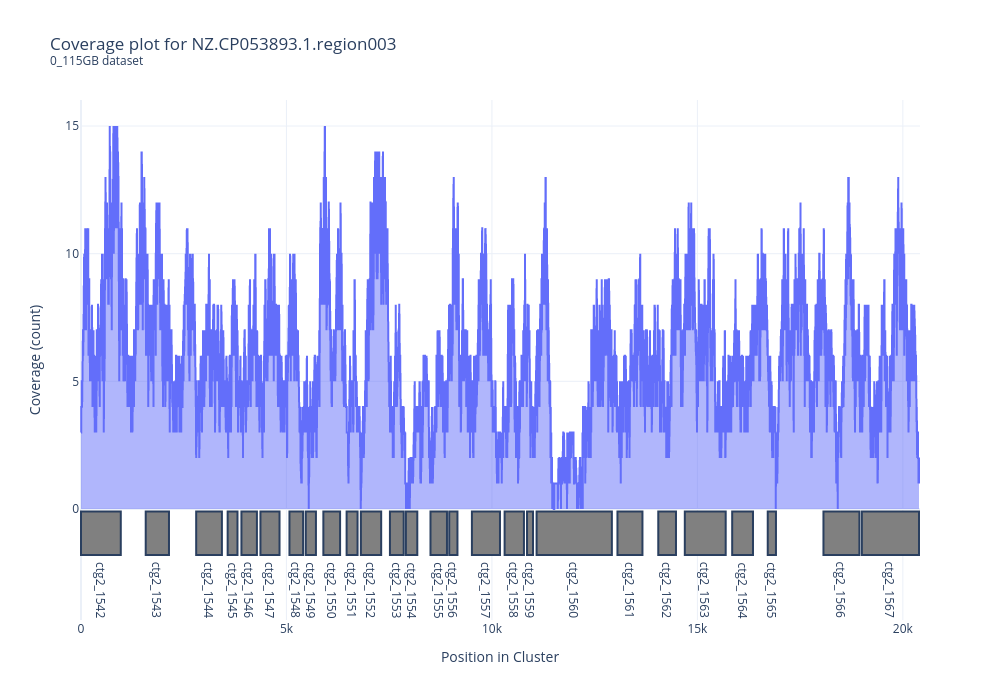 Coverage plot for NZ.CP053893.1.region003
0_115GB dataset
Coverage (count)
15
10
5
0
ctg2_1542
ctg2_1543
ctg2_1544
ctg2_1545
ctg2_1546
ctg2_1547
ctg2_1548
ctg2_1549
ctg2_1550
ctg2_1551
ctg2_1552
ctg2_1553
ctg2_1554
ctg2_1555
ctg2_1556
ctg2_1557
ctg2_1558
ctg2_1559
ctg2_1560
ctg2_1561
ctg2_1562
ctg2_1563
ctg2_1564
ctg2_1565
ctg2_1566
ctg2_1567
0
5k
10k
15k
20k
Position in Cluster